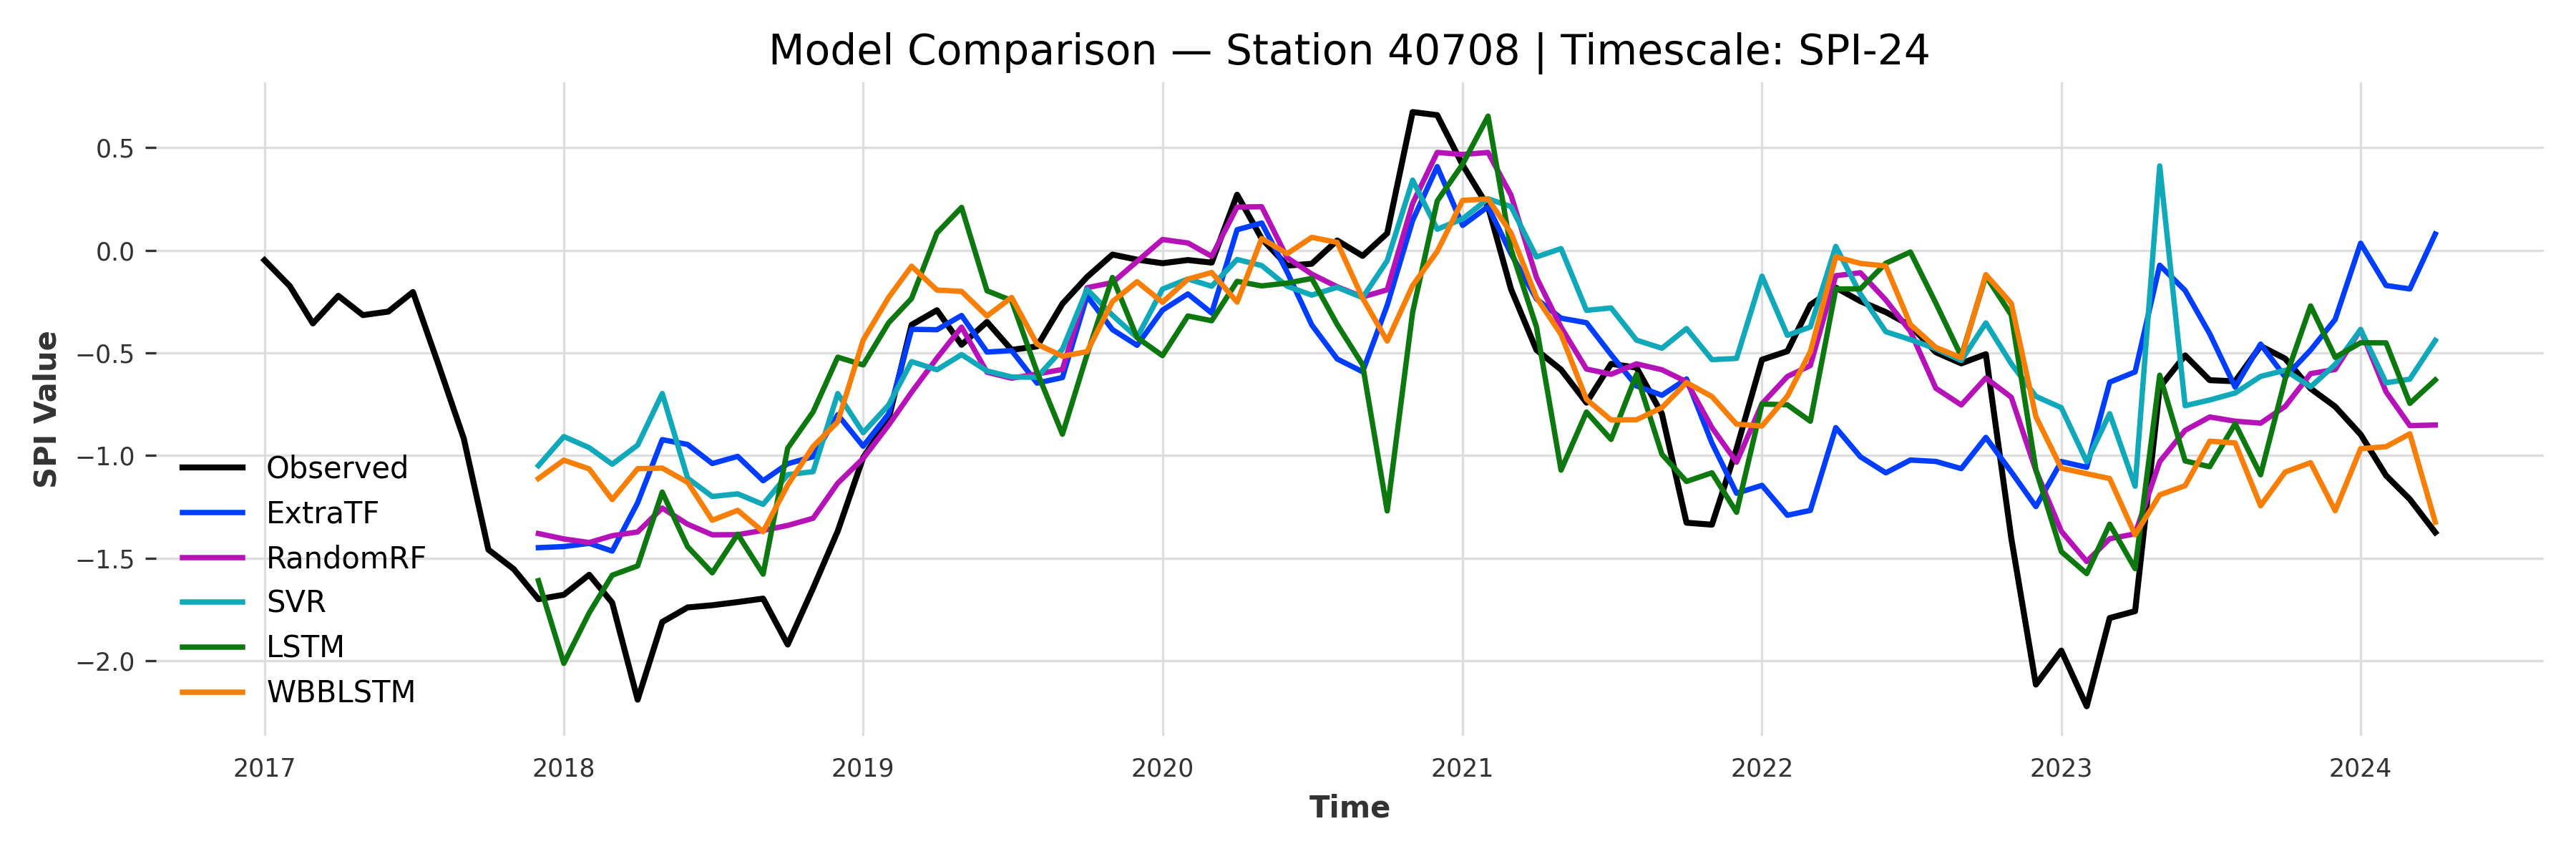 Model Comparison — Station 40708 | Timescale: SPI-24
SPI Value
0.5
0.0
−0.5
−1.0
−1.5
−2.0
Observed
ExtraTF
RandomRF
SVR
LSTM
WBBLSTM
2017 2018 2019 2020 2021 2022 2023 2024
Time